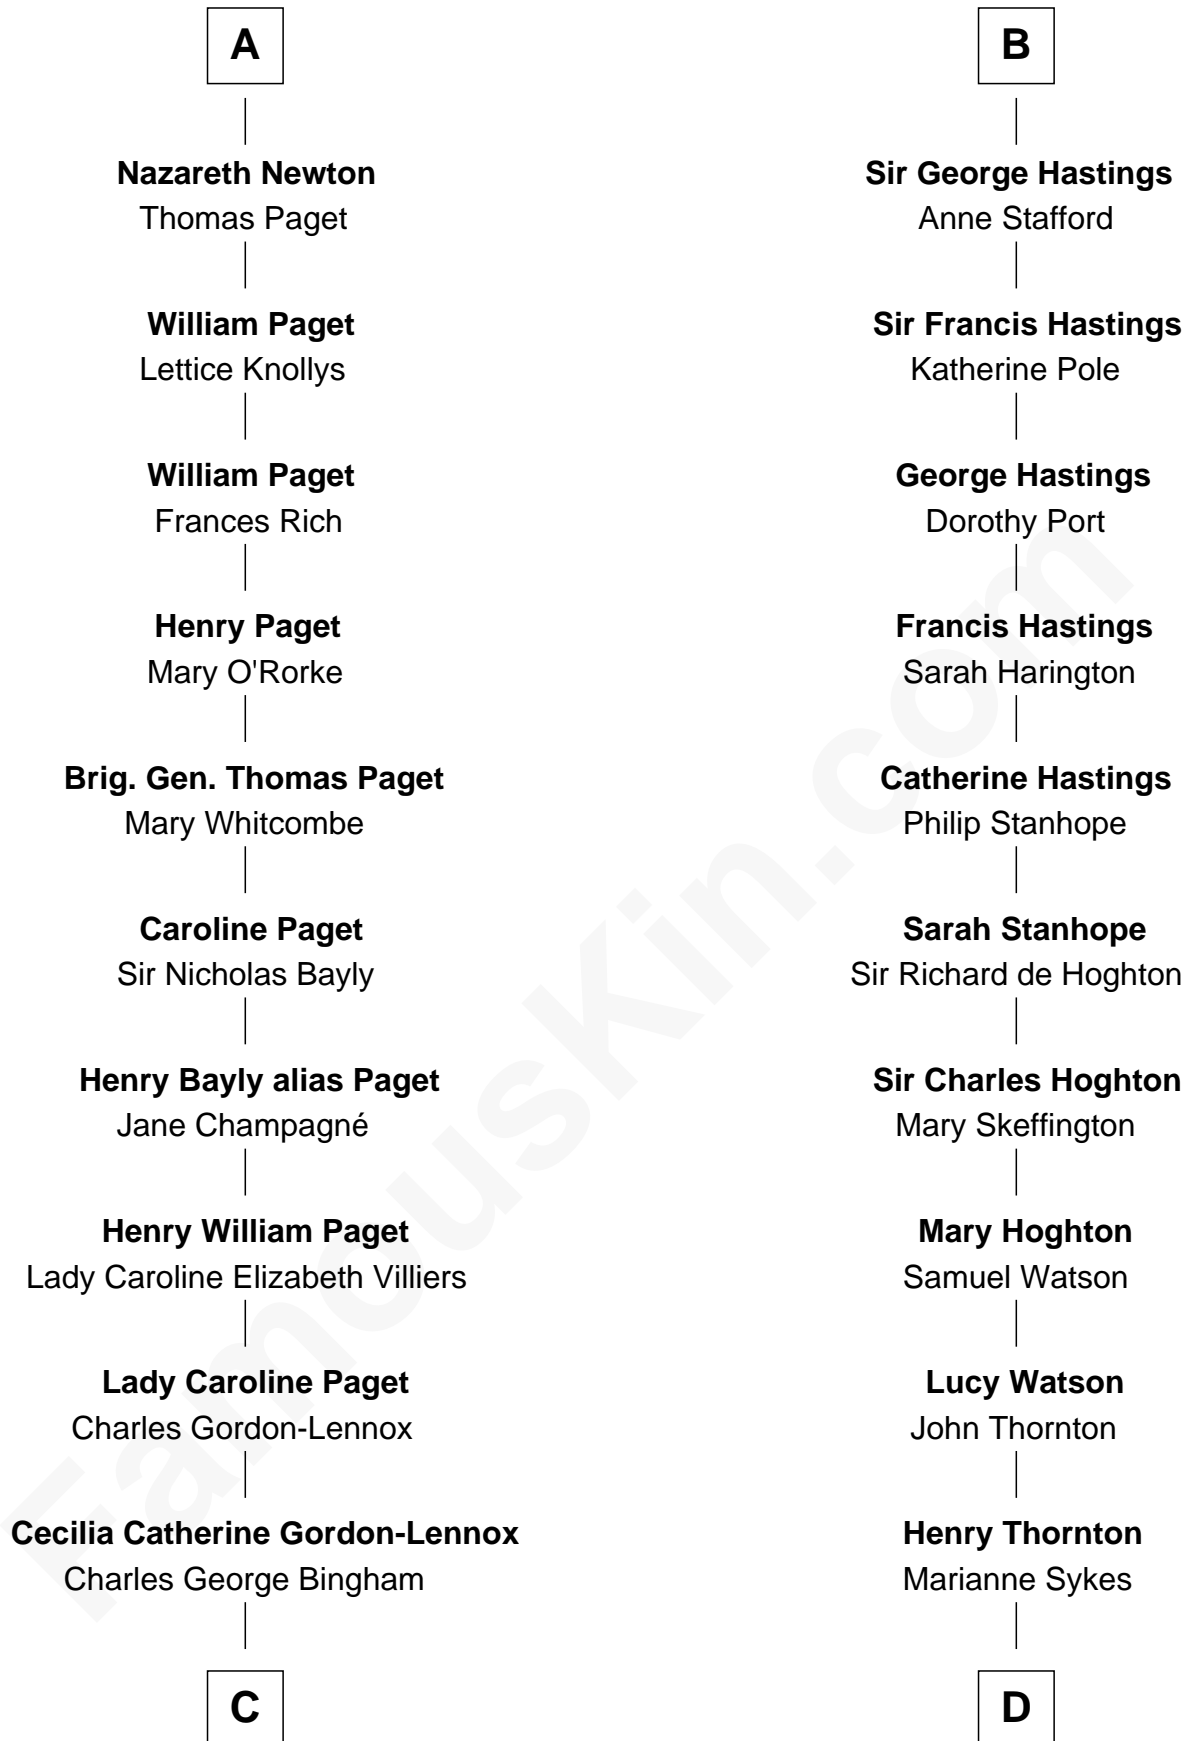 A
Nazareth Newton
Thomas Paget
William Paget
Lettice Knollys
William Paget
Frances Rich
Henry Paget
Mary O'Rorke
Brig. Gen. Thomas Paget
Mary Whitcombe
Caroline Paget
Sir Nicholas Bayly
Henry Bayly alias Paget
Jane Champagné
Henry William Paget
Lady Caroline Elizabeth Villiers
Lady Caroline Paget
Charles Gordon-Lennox
Cecilia Catherine Gordon-Lennox
Charles George Bingham
C
B
Sir George Hastings
Anne Stafford
Sir Francis Hastings
Katherine Pole
George Hastings
Dorothy Port
Francis Hastings
Sarah Harington
Catherine Hastings
Philip Stanhope
Sarah Stanhope
Sir Richard de Hoghton
Sir Charles Hoghton
Mary Skeffington
Mary Hoghton
Samuel Watson
Lucy Watson
John Thornton
Henry Thornton
Marianne Sykes
D
FamousKin.com